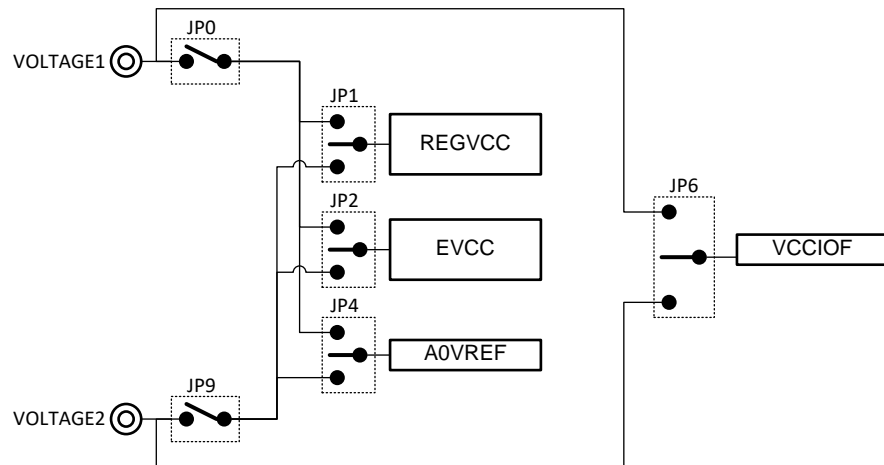 JP0
VOLTAGE1
JP1
REGVCC
JP6
JP2
EVCC
VCCIOF
JP4
A0VREF
JP9
VOLTAGE2